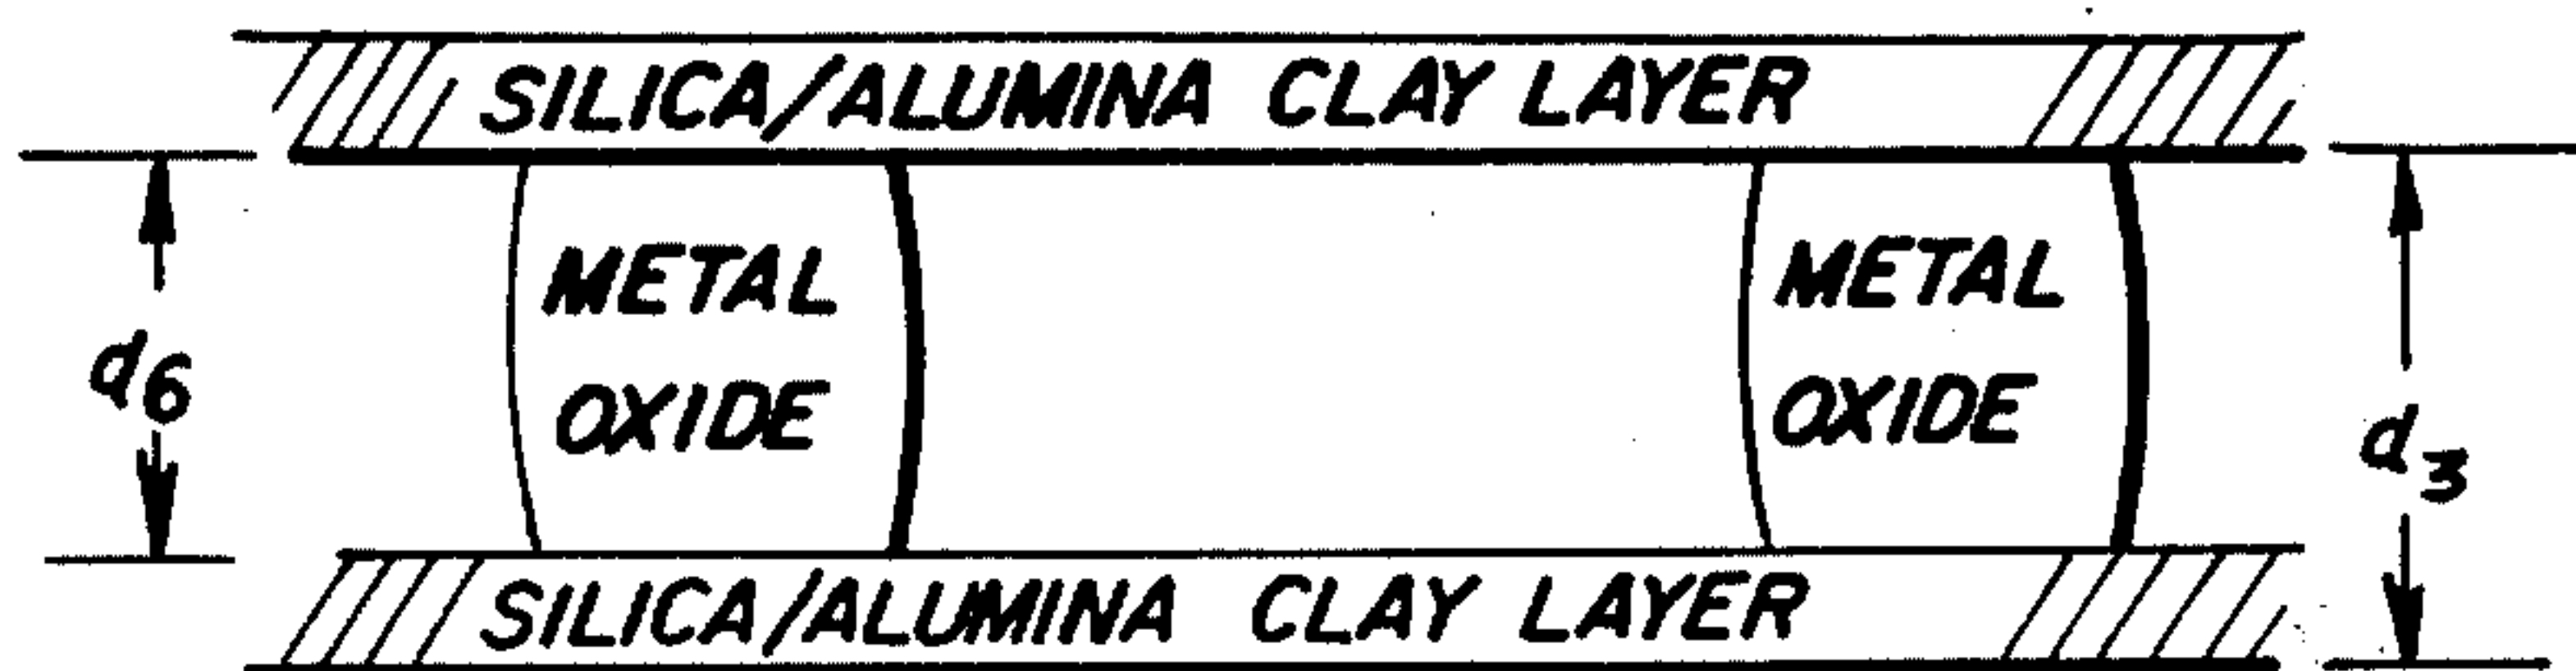 SILICA/ALUMINA CLAY LAYER
METAL OXIDE
METAL OXIDE
d6
d3
SILICA/ALUMINA CLAY LAYER